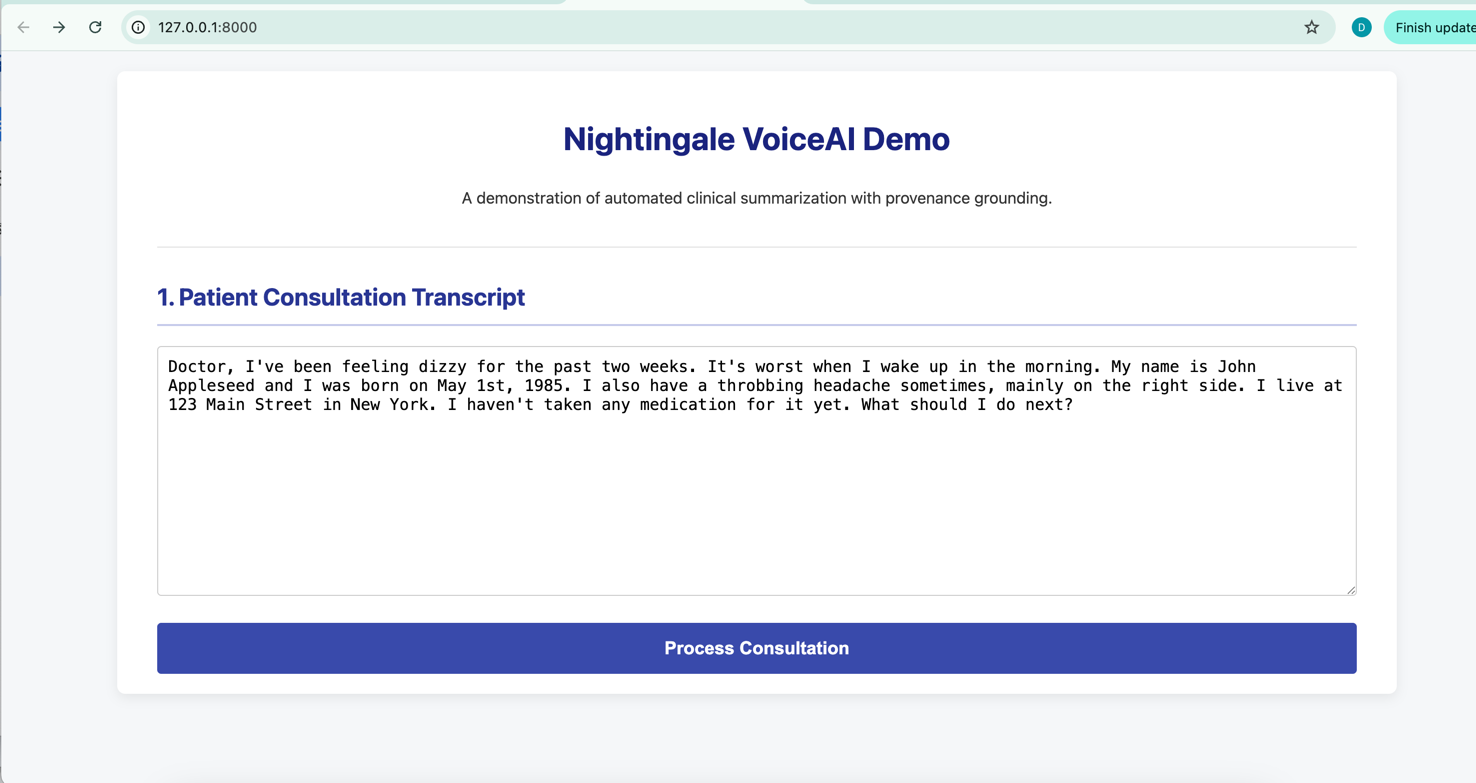 127.0.0.1:8000
D
Finish update
Nightingale VoiceAI Demo
A demonstration of automated clinical summarization with provenance grounding.
1. Patient Consultation Transcript
Doctor, I've been feeling dizzy for the past two weeks. It's worst when I wake up in the morning. My name is John
Appleseed and I was born on May 1st, 1985. I also have a throbbing headache sometimes, mainly on the right side. I live at
123 Main Street in New York. I haven't taken any medication for it yet. What should I do next?
Process Consultation